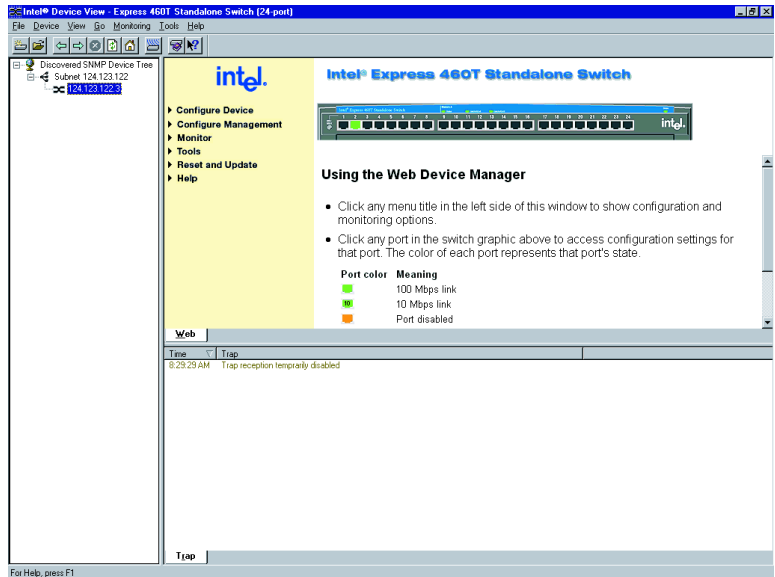 Intel® Device View - Express 460T Standalone Switch (24-port)
File Device View Go Monitoring Tools Help
Discovered SNMP Device Tree
Subnet 124.123.122
124.123.122.3
intel.
Configure Device
Configure Management
Monitor
Tools
Reset and Update
Help
Intel® Express 460T Standalone Switch
1 2 3 4 5 6 7 8 9 10 11 12 13 14 15 16 17 18 19 20 21 22 23 24
intel.
Using the Web Device Manager
• Click any menu title in the left side of this window to show configuration and
monitoring options.
• Click any port in the switch graphic above to access configuration settings for
that port. The color of each port represents that port's state.
Port color Meaning
100 Mbps link
10 10 Mbps link
Port disabled
Web
Time Trap
8:29:29 AM Trap reception temprarily disabled
Trap
For Help, press F1